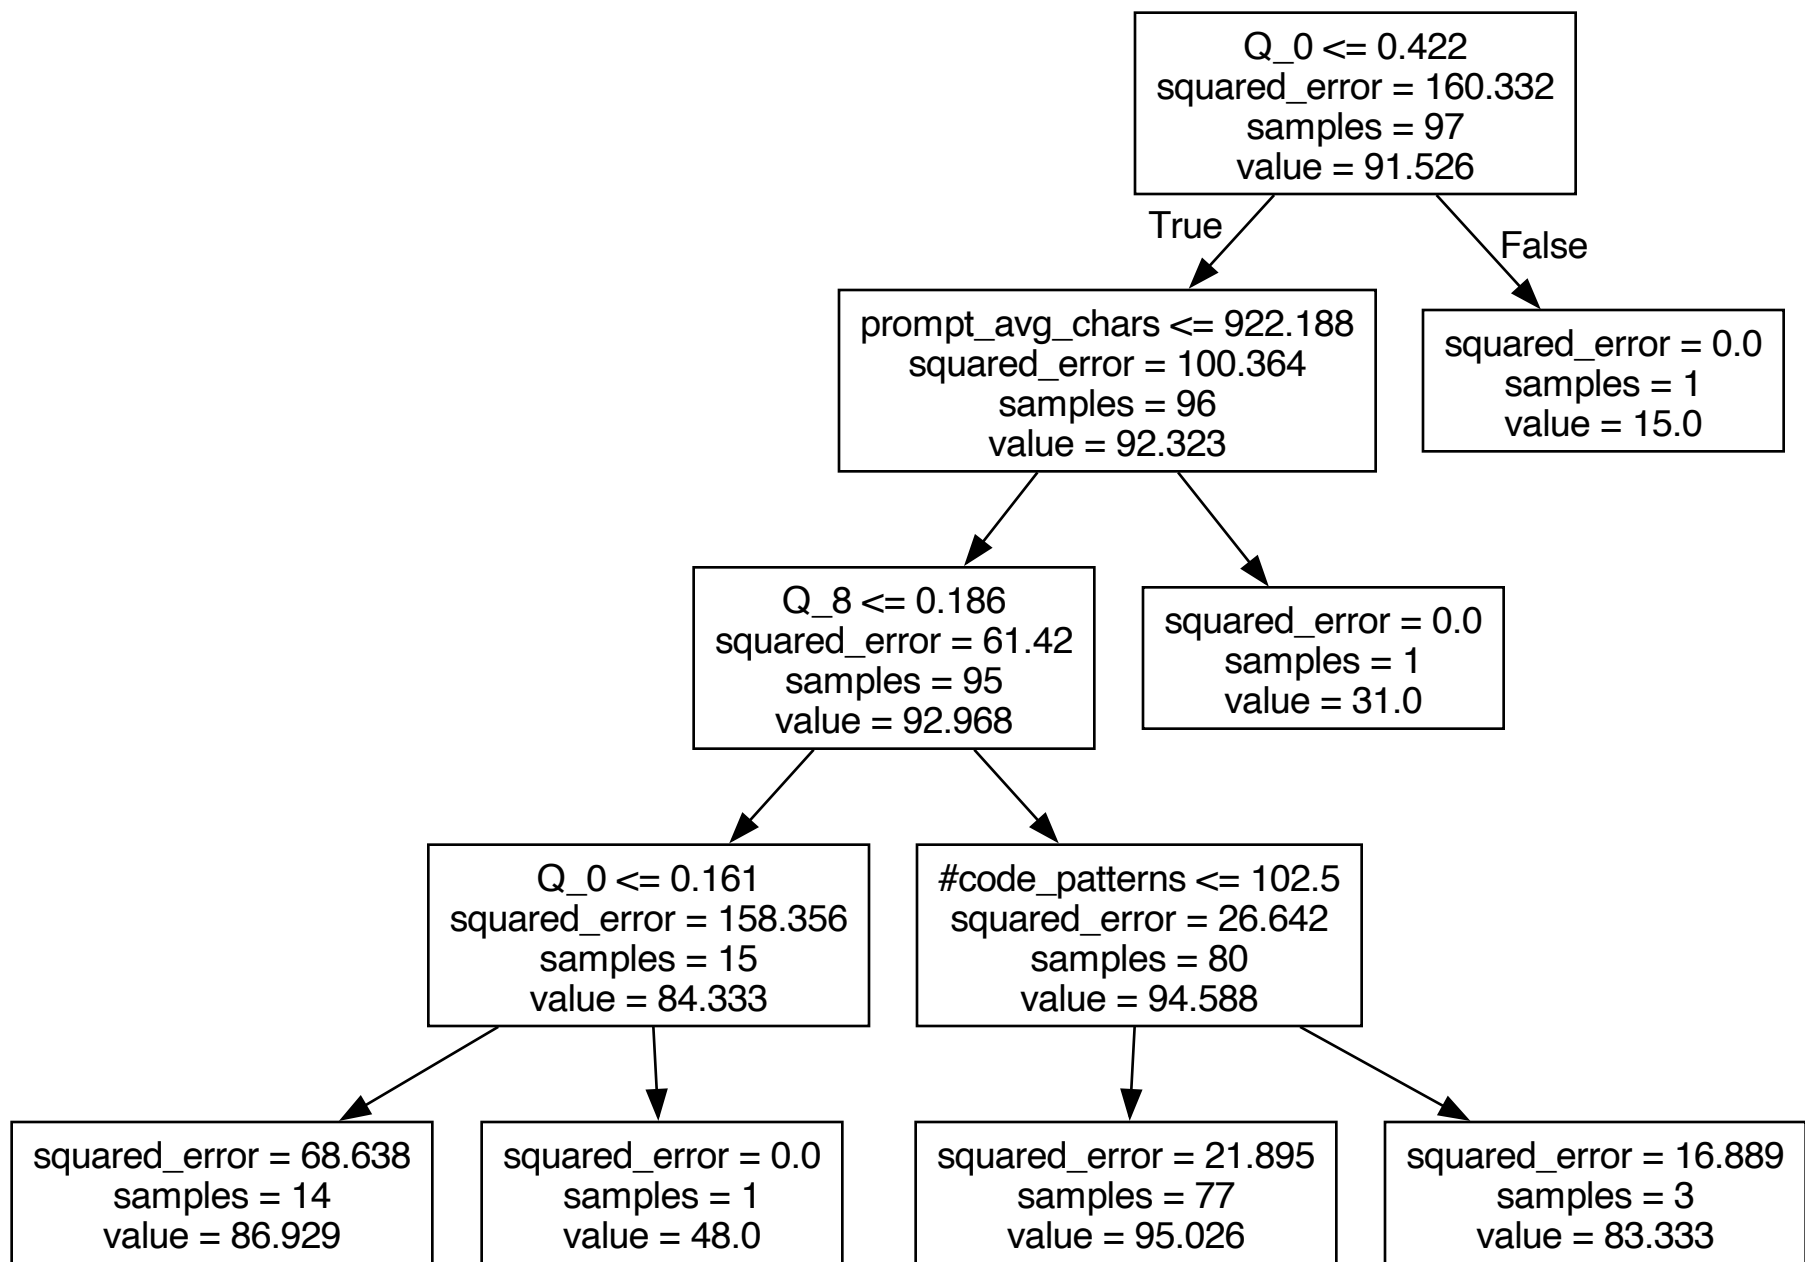 Q_0 <= 0.422
squared_error = 160.332
samples = 97
value = 91.526
True
False
prompt_avg_chars <= 922.188
squared_error = 100.364
samples = 96
value = 92.323
squared_error = 0.0
samples = 1
value = 15.0
Q_8 <= 0.186
squared_error = 61.42
samples = 95
value = 92.968
squared_error = 0.0
samples = 1
value = 31.0
Q_0 <= 0.161
squared_error = 158.356
samples = 15
value = 84.333
#code_patterns <= 102.5
squared_error = 26.642
samples = 80
value = 94.588
squared_error = 68.638
samples = 14
value = 86.929
squared_error = 0.0
samples = 1
value = 48.0
squared_error = 21.895
samples = 77
value = 95.026
squared_error = 16.889
samples = 3
value = 83.333